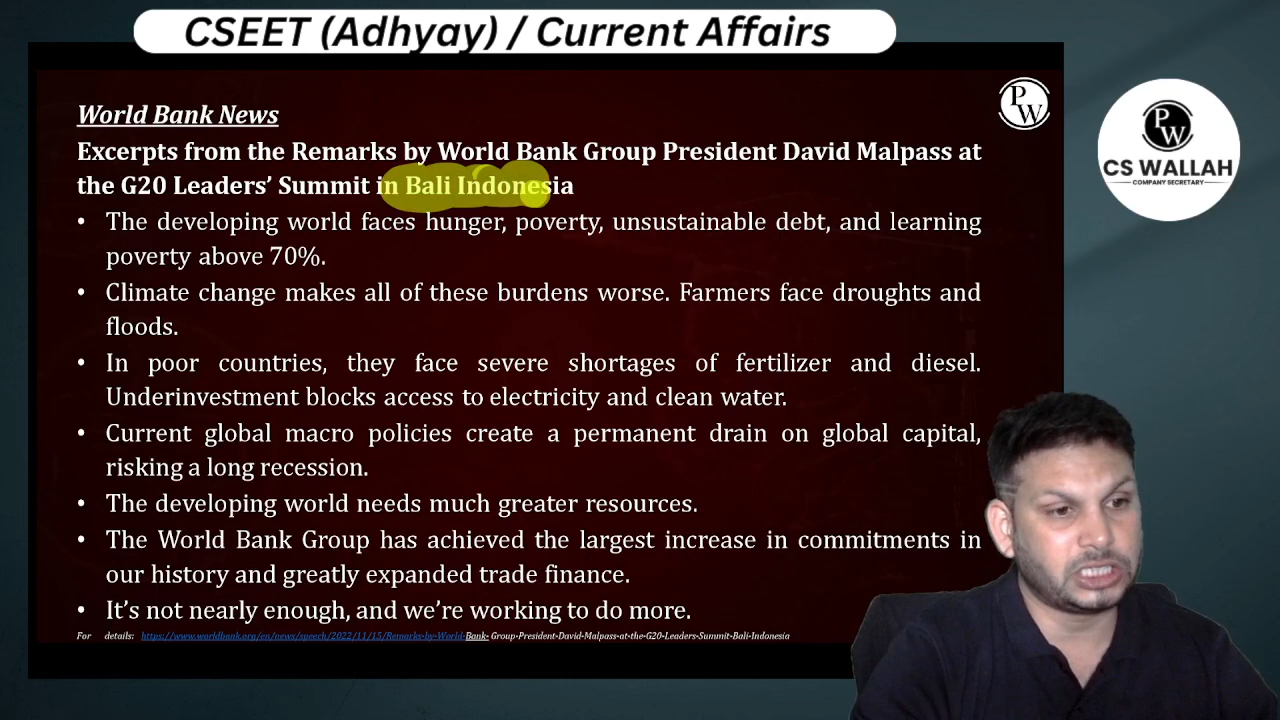 CSEET (Adhyay) / Current Affairs
PW
World Bank News
Excerpts from the Remarks by World Bank Group President David Malpass at
the G20 Leaders’ Summit in Bali Indonesia
• The developing world faces hunger, poverty, unsustainable debt, and learning
poverty above 70%.
• Climate change makes all of these burdens worse. Farmers face droughts and
floods.
• In poor countries, they face severe shortages of fertilizer and diesel.
Underinvestment blocks access to electricity and clean water.
• Current global macro policies create a permanent drain on global capital,
risking a long recession.
• The developing world needs much greater resources.
• The World Bank Group has achieved the largest increase in commitments in
our history and greatly expanded trade finance.
• It’s not nearly enough, and we’re working to do more.
For details: https://www.worldbank.org/en/news/speech/2022/11/15/Remarks-by-World-Bank- Group-President-David-Malpass-at-the-G20-Leaders-Summit-Bali-Indonesia
PW
CS WALLAH
COMPANY SECRETARY